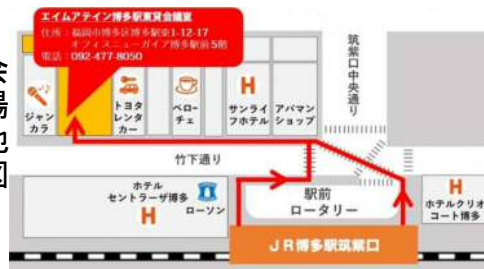 会場地図
エイムアテイン博多駅東貸会議室
住所：福岡市博多区博多駅東1-12-17
オフィスニューガイア博多駅前5階
電話：092-477-8050
ジャン
カラ
トヨタ
レンタ
カー
ベロー
チェ
H
サンライ
フホテル
アパマン
ショップ
筑紫口中央通り
竹下通り
ホテル
セントラーザ博多
H
ローソン
駅前
ロータリー
H
ホテルクリオ
コート博多
JR博多駅筑紫口